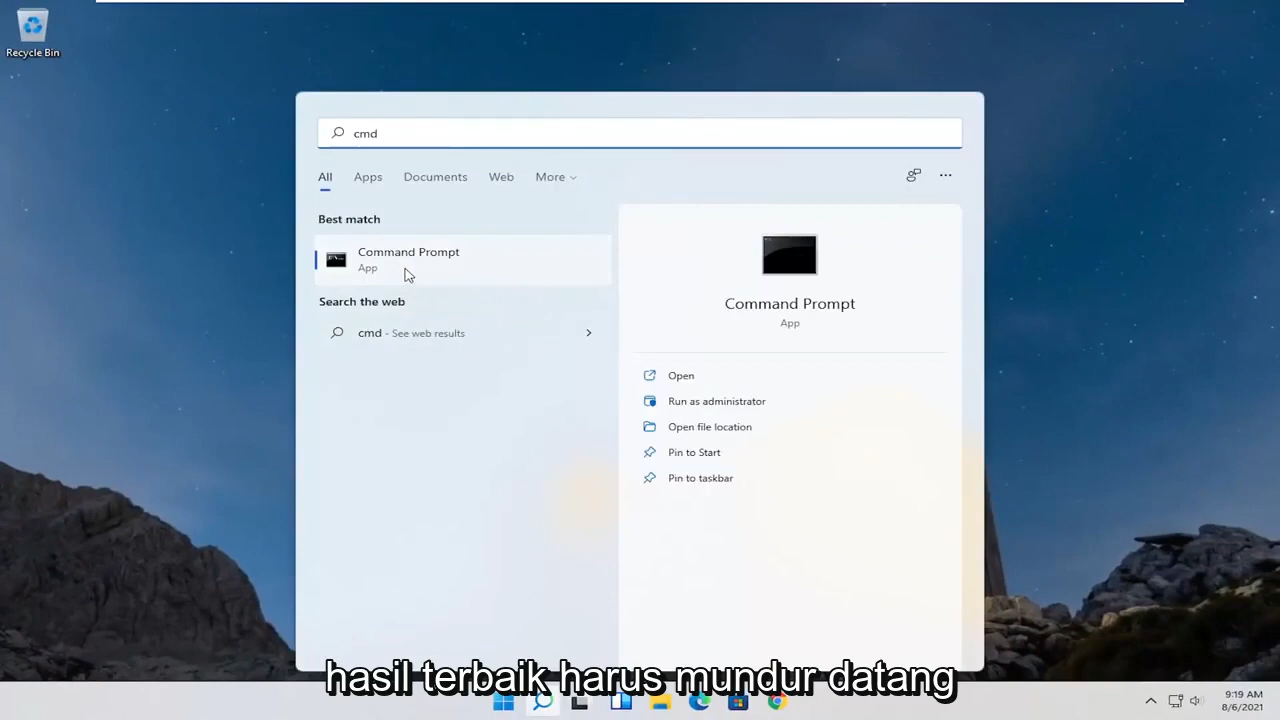 Recycle Bin
cmd
All Apps Documents Web More
Best match
Command Prompt
App
Search the web
cmd - See web results
Command Prompt
App
Open
Run as administrator
Open file location
Pin to Start
Pin to taskbar
hasil terbaik harus mundur datang
9:19 AM
8/6/2021